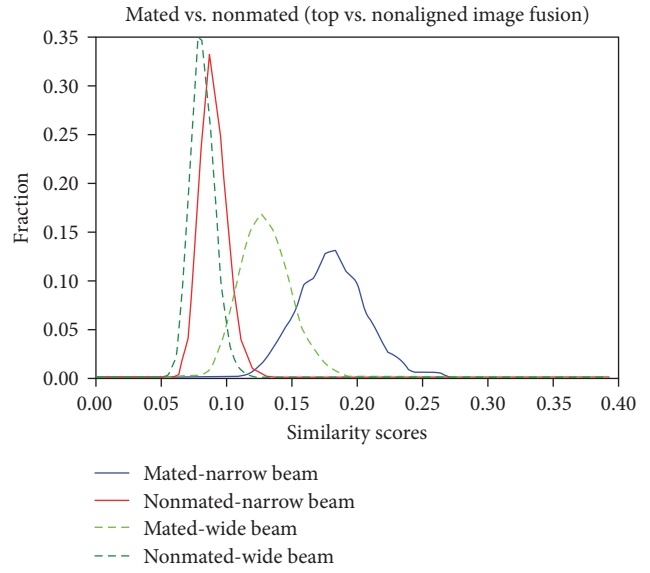 Mated vs. nonmated (top vs. nonaligned image fusion)
0.35
0.30
0.25
0.20
0.15
0.10
0.05
0.00
Fraction
0.00 0.05 0.10 0.15 0.20 0.25 0.30 0.35 0.40
Similarity scores
Mated-narrow beam
Nonmated-narrow beam
Mated-wide beam
Nonmated-wide beam